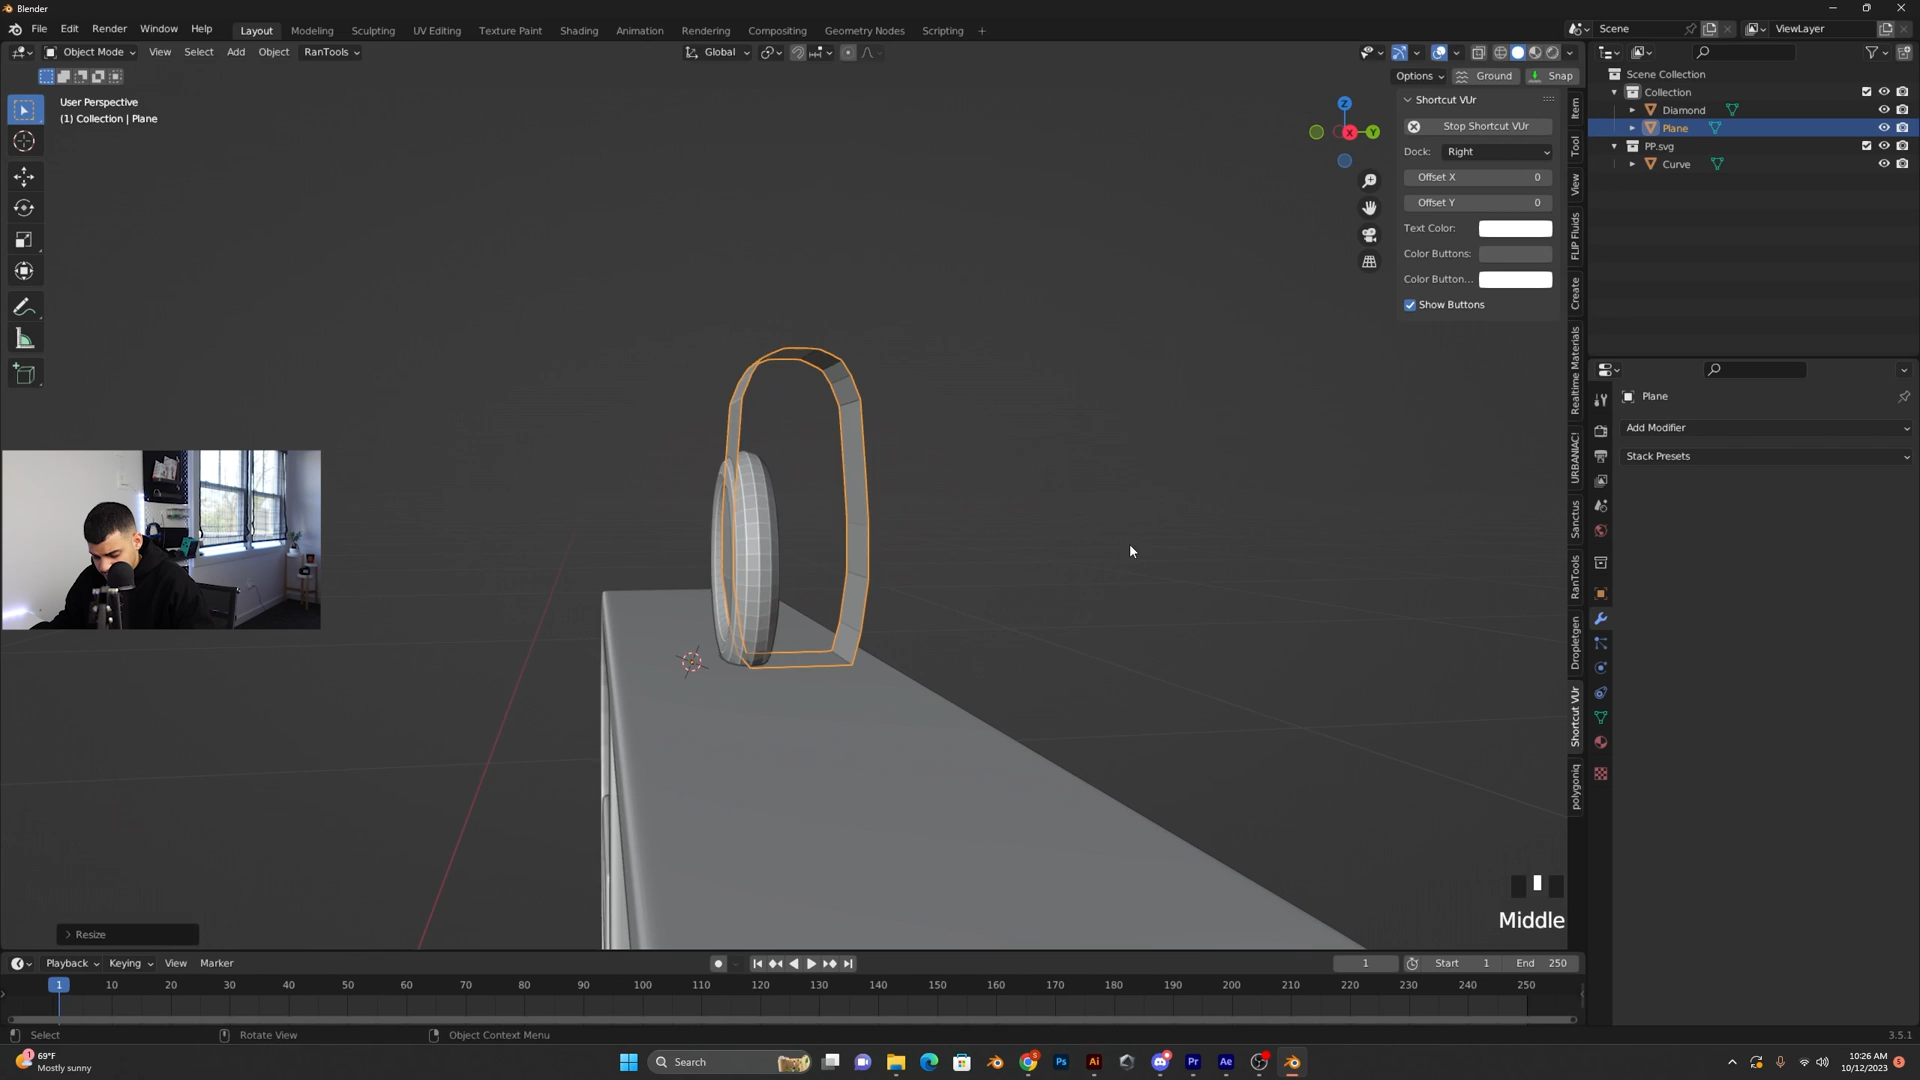 Blender
File Edit Render Window Help
Layout Modeling Sculpting UV Editing Texture Paint Shading Animation Rendering Compositing Geometry Nodes Scripting +
Scene
ViewLayer
Object Mode View Select Add Object RanTools
Global
Options Ground Snap
User Perspective
(1) Collection | Plane
Z
X
Y
Shortcut VUr
Stop Shortcut VUr
Dock: Right
Offset X 0
Offset Y 0
Text Color:
Color Buttons:
Color Button...
Show Buttons
Item
Tool
View
FLIP Fluids
Create
Realtime Materials
URBANIAC!
Sanctus
RanTools
Dropletgen
Shortcut VUr
polygoniq
Scene Collection
Collection
Diamond
Plane
PP.svg
Curve
Plane
Add Modifier
Stack Presets
Middle
Resize
Playback Keying View Marker
1
Start 1
End 250
1 10 20 30 40 50 60 70 80 90 100 110 120 130 140 150 160 170 180 190 200 210 220 230 240 250
Select
Rotate View
Object Context Menu
3.5.1
69°F
Mostly sunny
Search
Ps
Ai
Pr
Ae
10:26 AM
10/12/2023
5